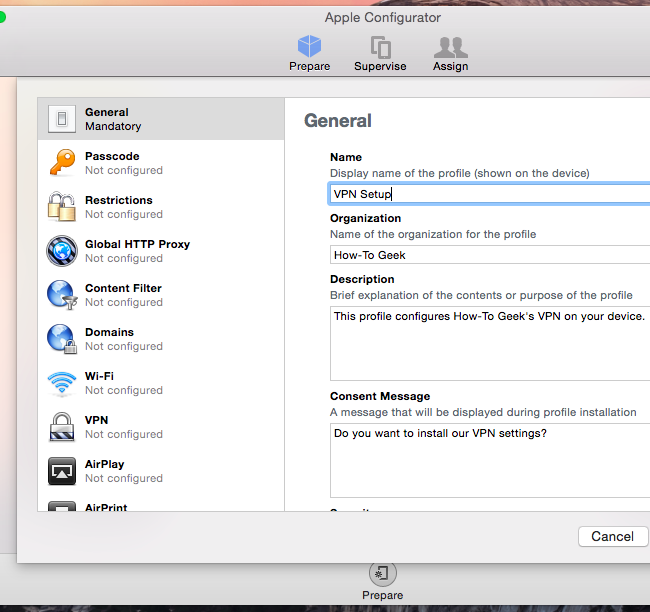 Apple Configurator
Prepare
Supervise
Assign
General
Mandatory
Passcode
Not configured
Restrictions
Not configured
Global HTTP Proxy
Not configured
Content Filter
Not configured
Domains
Not configured
Wi-Fi
Not configured
VPN
Not configured
AirPlay
Not configured
AirPrint
General
Name
Display name of the profile (shown on the device)
VPN Setup
Organization
Name of the organization for the profile
How-To Geek
Description
Brief explanation of the contents or purpose of the profile
This profile configures How-To Geek's VPN on your device.
Consent Message
A message that will be displayed during profile installation
Do you want to install our VPN settings?
Cancel
Prepare